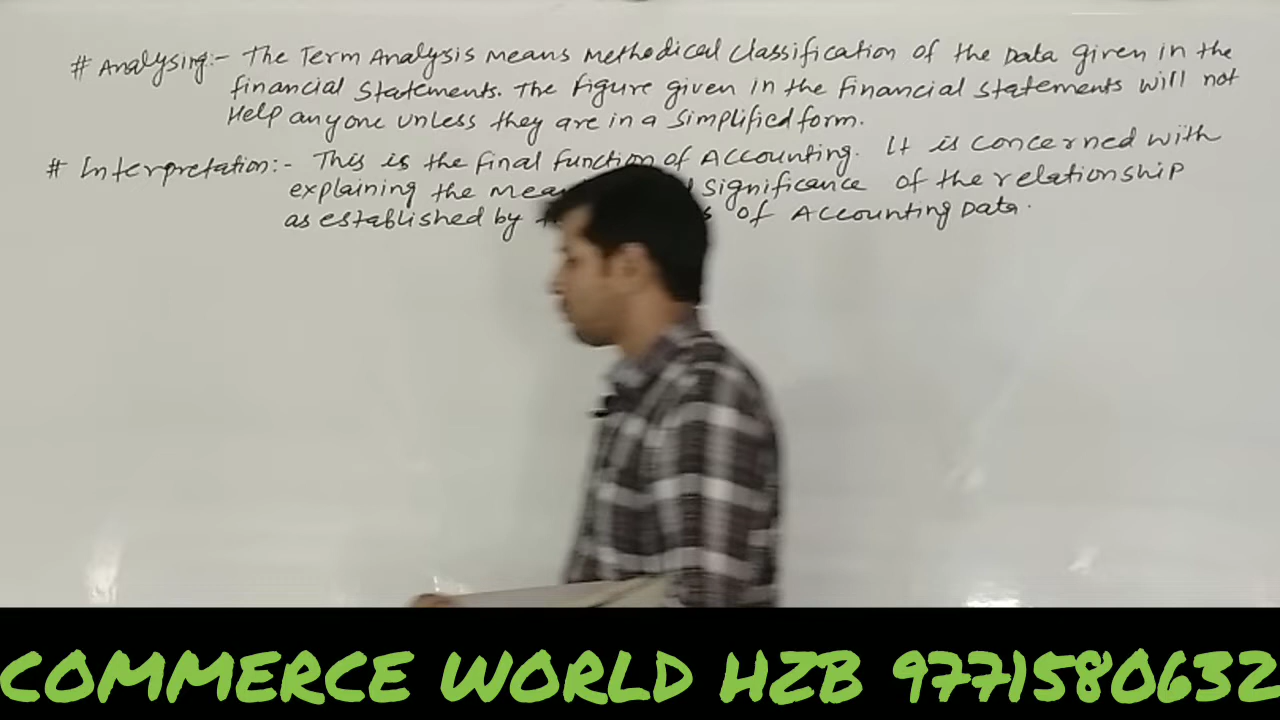 # Analysing:- The Term Analysis means methodical classification of the Data given in the
financial statements. The figure given in the financial statements will not
Help anyone unless they are in a simplified form.
# Interpretation:- This is the final function of Accounting. It is concerned with
explaining the significance of the relationship
as established by of Accounting Data.
COMMERCE WORLD HZB 9771580632